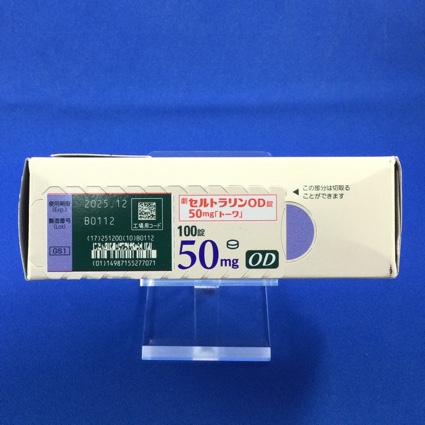 使用期限
(Exp.)
2025.12
製造番号
(Lot)
B0112
工場用コード
(17)251200(10)B0112
GS1
(01)14987155277071
劇 セルトラリンOD錠
50mg「トーワ」
100錠
50mg
OD
◀ この部分は切取る
ことができます